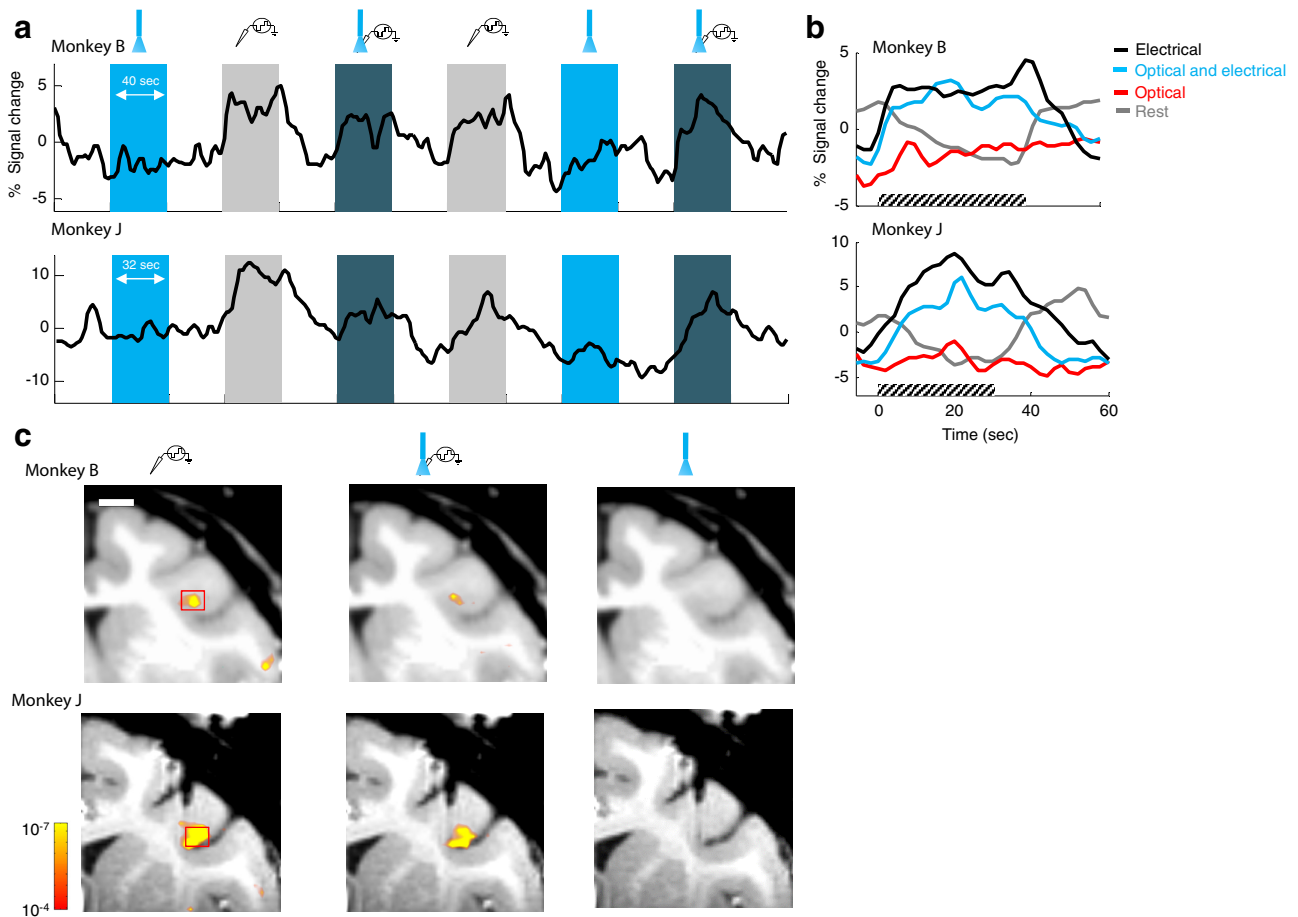 a
Monkey B
% Signal change
5
0
-5
40 sec
Monkey J
10
0
-10
32 sec
b
Monkey B
% Signal change
5
0
-5
Electrical
Optical and electrical
Optical
Rest
Monkey J
10
5
0
-5
0 20 40 60
Time (sec)
c
Monkey B
Monkey J
10-7
10-4